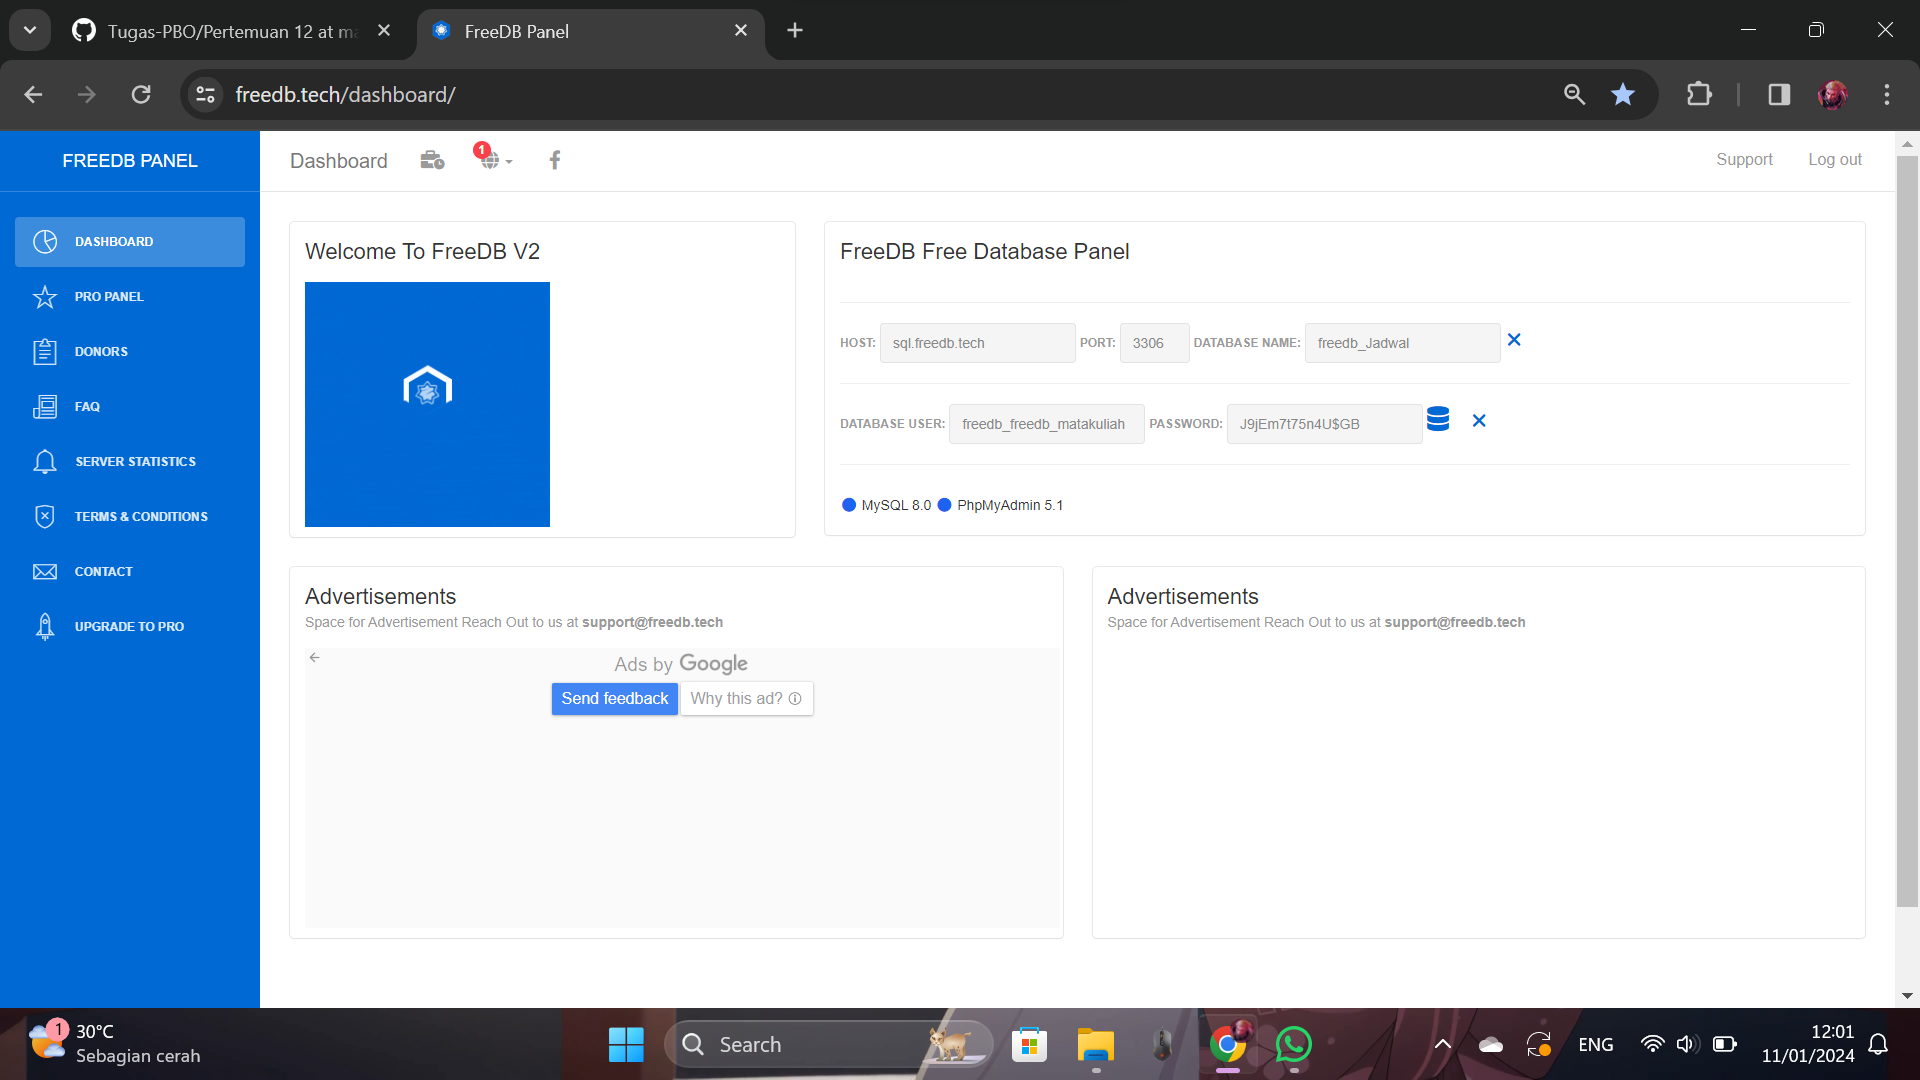 Tugas-PBO/Pertemuan 12 at ma
FreeDB Panel
freedb.tech/dashboard/
FREEDB PANEL
Dashboard
1
Support
Log out
DASHBOARD
PRO PANEL
DONORS
FAQ
SERVER STATISTICS
TERMS & CONDITIONS
CONTACT
UPGRADE TO PRO
Welcome To FreeDB V2
FreeDB Free Database Panel
HOST: sql.freedb.tech PORT: 3306 DATABASE NAME: freedb_Jadwal
DATABASE USER: freedb_freedb_matakuliah PASSWORD: J9jEm7t75n4U$GB
MySQL 8.0 PhpMyAdmin 5.1
Advertisements
Space for Advertisement Reach Out to us at support@freedb.tech
Ads by Google
Send feedback
Why this ad?
Advertisements
Space for Advertisement Reach Out to us at support@freedb.tech
1
30°C
Sebagian cerah
Search
ENG
12:01
11/01/2024